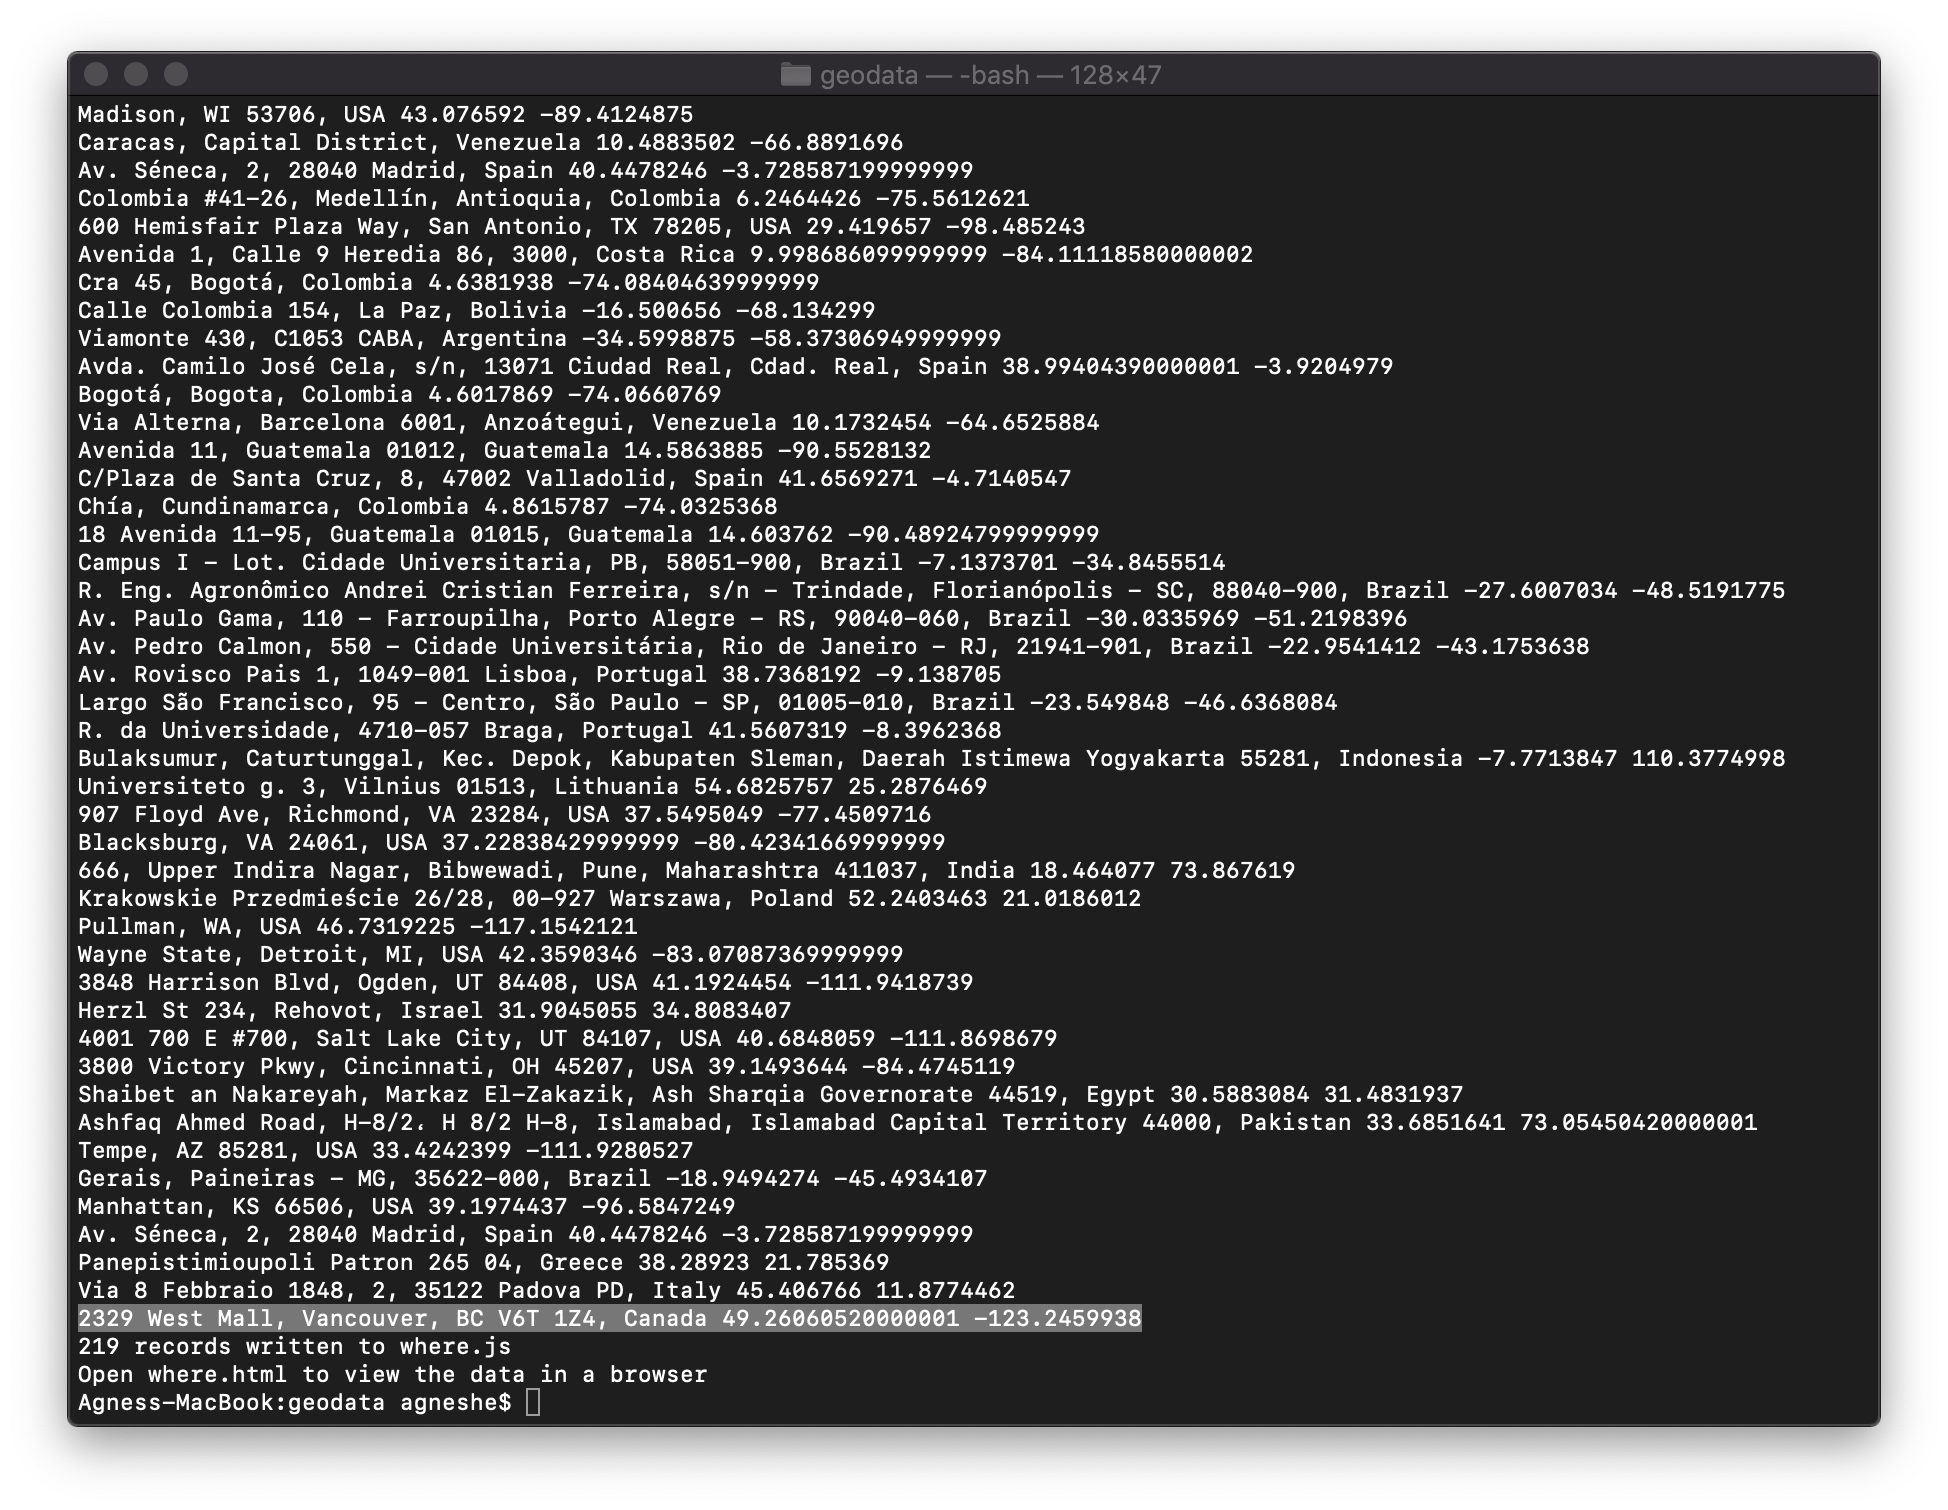 geodata — -bash — 128×47
Madison, WI 53706, USA 43.076592 -89.4124875
Caracas, Capital District, Venezuela 10.4883502 -66.8891696
Av. Séneca, 2, 28040 Madrid, Spain 40.4478246 -3.728587199999999
Colombia #41-26, Medellín, Antioquia, Colombia 6.2464426 -75.5612621
600 Hemisfair Plaza Way, San Antonio, TX 78205, USA 29.419657 -98.485243
Avenida 1, Calle 9 Heredia 86, 3000, Costa Rica 9.998686099999999 -84.11118580000002
Cra 45, Bogotá, Colombia 4.6381938 -74.08404639999999
Calle Colombia 154, La Paz, Bolivia -16.500656 -68.134299
Viamonte 430, C1053 CABA, Argentina -34.5998875 -58.37306949999999
Avda. Camilo José Cela, s/n, 13071 Ciudad Real, Cdad. Real, Spain 38.99404390000001 -3.9204979
Bogotá, Bogota, Colombia 4.6017869 -74.0660769
Via Alterna, Barcelona 6001, Anzoátegui, Venezuela 10.1732454 -64.6525884
Avenida 11, Guatemala 01012, Guatemala 14.5863885 -90.5528132
C/Plaza de Santa Cruz, 8, 47002 Valladolid, Spain 41.6569271 -4.7140547
Chía, Cundinamarca, Colombia 4.8615787 -74.0325368
18 Avenida 11-95, Guatemala 01015, Guatemala 14.603762 -90.48924799999999
Campus I - Lot. Cidade Universitaria, PB, 58051-900, Brazil -7.1373701 -34.8455514
R. Eng. Agronômico Andrei Cristian Ferreira, s/n - Trindade, Florianópolis - SC, 88040-900, Brazil -27.6007034 -48.5191775
Av. Paulo Gama, 110 - Farroupilha, Porto Alegre - RS, 90040-060, Brazil -30.0335969 -51.2198396
Av. Pedro Calmon, 550 - Cidade Universitária, Rio de Janeiro - RJ, 21941-901, Brazil -22.9541412 -43.1753638
Av. Rovisco Pais 1, 1049-001 Lisboa, Portugal 38.7368192 -9.138705
Largo São Francisco, 95 - Centro, São Paulo - SP, 01005-010, Brazil -23.549848 -46.6368084
R. da Universidade, 4710-057 Braga, Portugal 41.5607319 -8.3962368
Bulaksumur, Caturtunggal, Kec. Depok, Kabupaten Sleman, Daerah Istimewa Yogyakarta 55281, Indonesia -7.7713847 110.3774998
Universiteto g. 3, Vilnius 01513, Lithuania 54.6825757 25.2876469
907 Floyd Ave, Richmond, VA 23284, USA 37.5495049 -77.4509716
Blacksburg, VA 24061, USA 37.22838429999999 -80.42341669999999
666, Upper Indira Nagar, Bibwewadi, Pune, Maharashtra 411037, India 18.464077 73.867619
Krakowskie Przedmieście 26/28, 00-927 Warszawa, Poland 52.2403463 21.0186012
Pullman, WA, USA 46.7319225 -117.1542121
Wayne State, Detroit, MI, USA 42.3590346 -83.07087369999999
3848 Harrison Blvd, Ogden, UT 84408, USA 41.1924454 -111.9418739
Herzl St 234, Rehovot, Israel 31.9045055 34.8083407
4001 700 E #700, Salt Lake City, UT 84107, USA 40.6848059 -111.8698679
3800 Victory Pkwy, Cincinnati, OH 45207, USA 39.1493644 -84.4745119
Shaibet an Nakareyah, Markaz El-Zakazik, Ash Sharqia Governorate 44519, Egypt 30.5883084 31.4831937
Ashfaq Ahmed Road, H-8/2، H 8/2 H-8, Islamabad, Islamabad Capital Territory 44000, Pakistan 33.6851641 73.05450420000001
Tempe, AZ 85281, USA 33.4242399 -111.9280527
Gerais, Paineiras - MG, 35622-000, Brazil -18.9494274 -45.4934107
Manhattan, KS 66506, USA 39.1974437 -96.5847249
Av. Séneca, 2, 28040 Madrid, Spain 40.4478246 -3.728587199999999
Panepistimioupoli Patron 265 04, Greece 38.28923 21.785369
Via 8 Febbraio 1848, 2, 35122 Padova PD, Italy 45.406766 11.8774462
2329 West Mall, Vancouver, BC V6T 1Z4, Canada 49.26060520000001 -123.2459938
219 records written to where.js
Open where.html to view the data in a browser
Agness-MacBook:geodata agneshe$